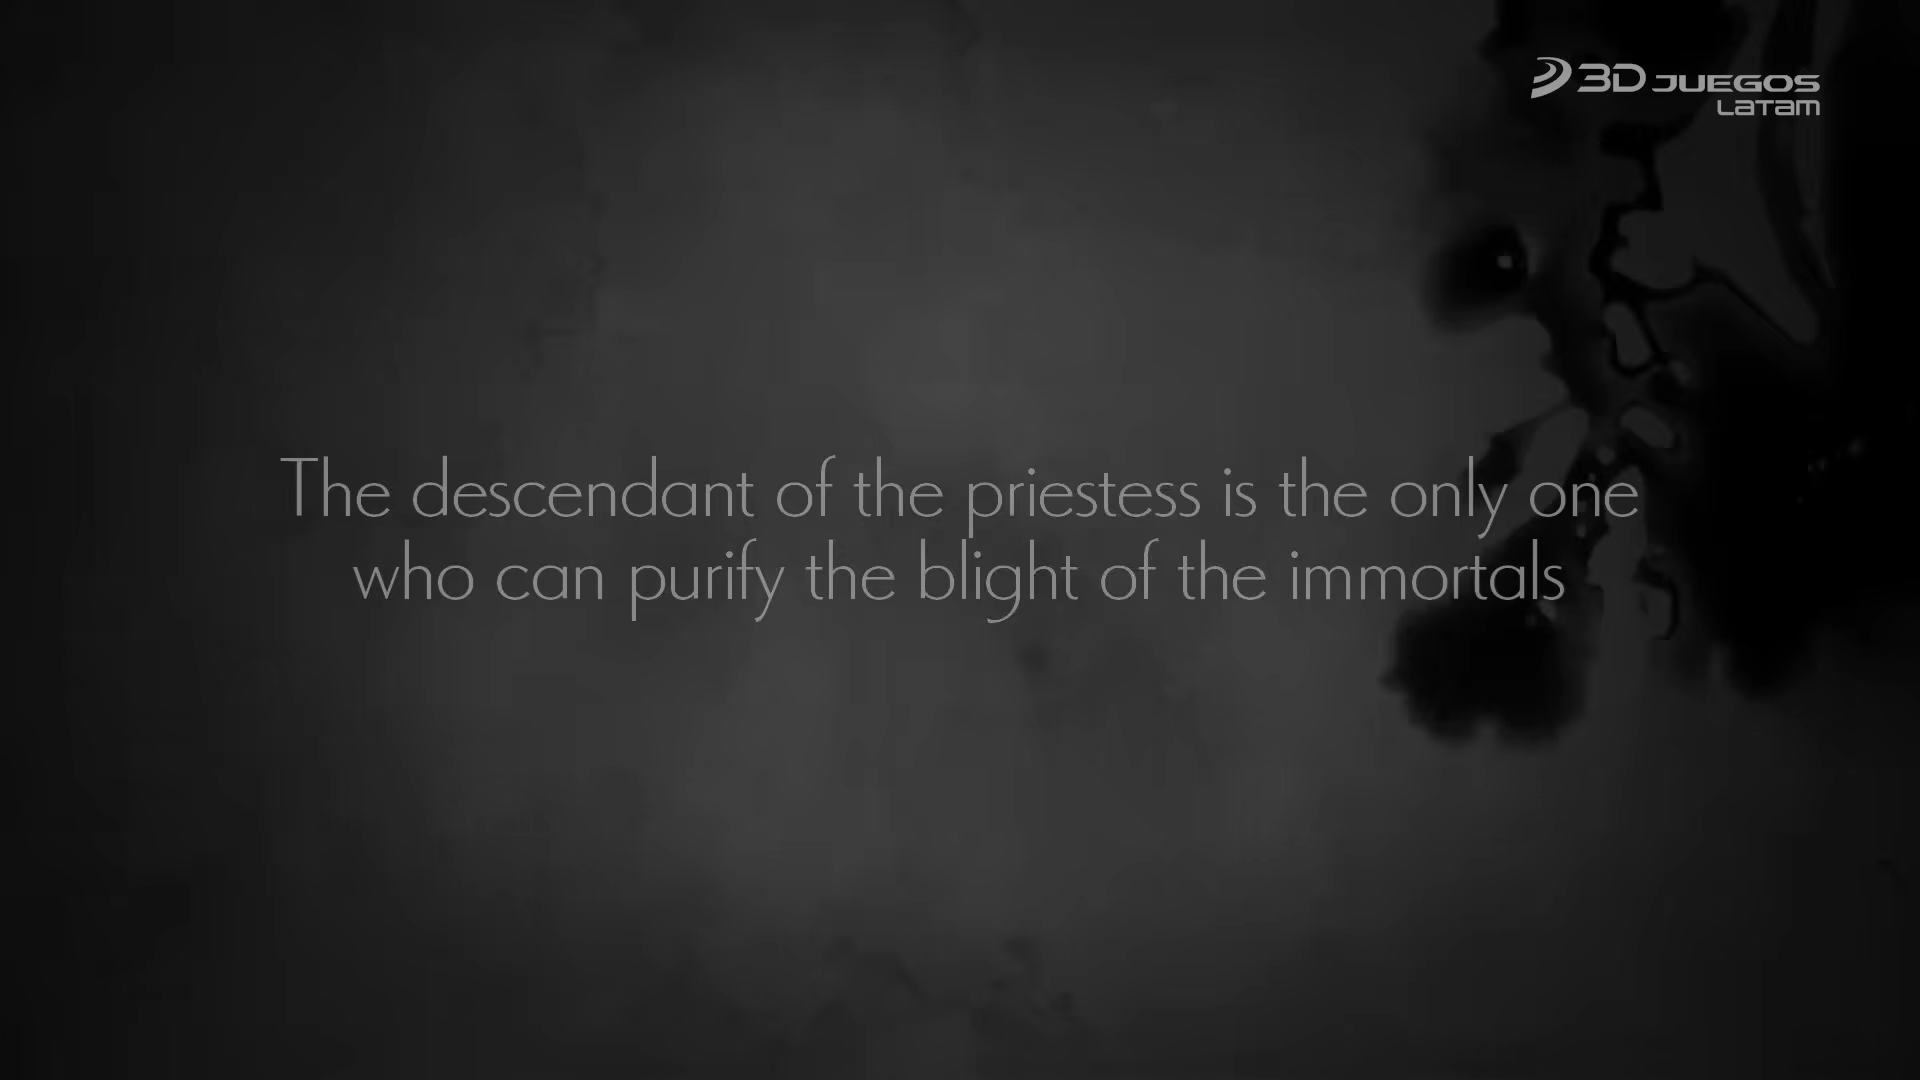 3D JUEGOS
LATAM
The descendant of the priestess is the only one
who can purify the blight of the immortals